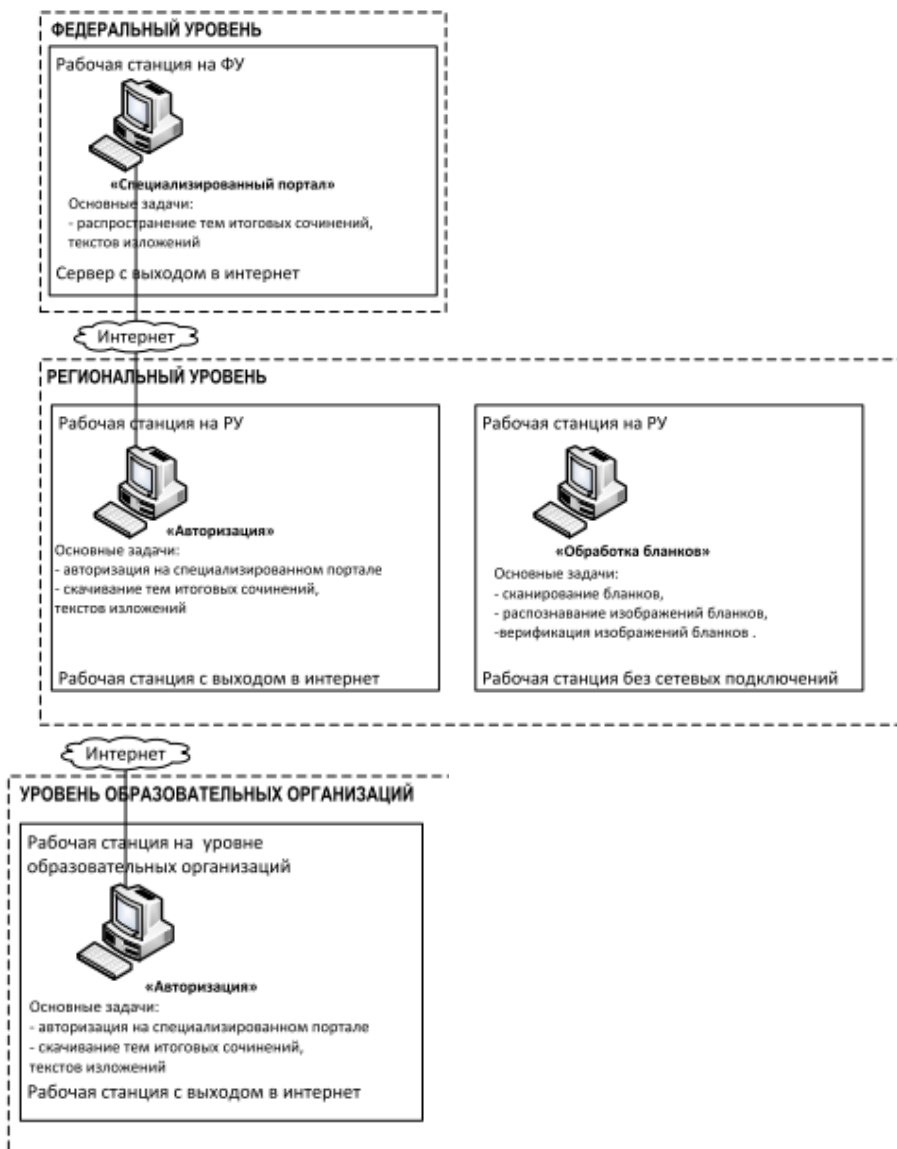 ФЕДЕРАЛЬНЫЙ УРОВЕНЬ
Рабочая станция на ФУ
«Специализированный портал»
Основные задачи:
- распространение тем итоговых сочинений,
текстов изложений
Сервер с выходом в интернет
Интернет
РЕГИОНАЛЬНЫЙ УРОВЕНЬ
Рабочая станция на РУ
«Авторизация»
Основные задачи:
- авторизация на специализированном портале
- скачивание тем итоговых сочинений,
текстов изложений
Рабочая станция с выходом в интернет
Рабочая станция на РУ
«Обработка бланков»
Основные задачи:
- сканирование бланков,
- распознавание изображений бланков,
-верификация изображений бланков .
Рабочая станция без сетевых подключений
Интернет
УРОВЕНЬ ОБРАЗОВАТЕЛЬНЫХ ОРГАНИЗАЦИЙ
Рабочая станция на уровне
образовательных организаций
«Авторизация»
Основные задачи:
- авторизация на специализированном портале
- скачивание тем итоговых сочинений,
текстов изложений
Рабочая станция с выходом в интернет